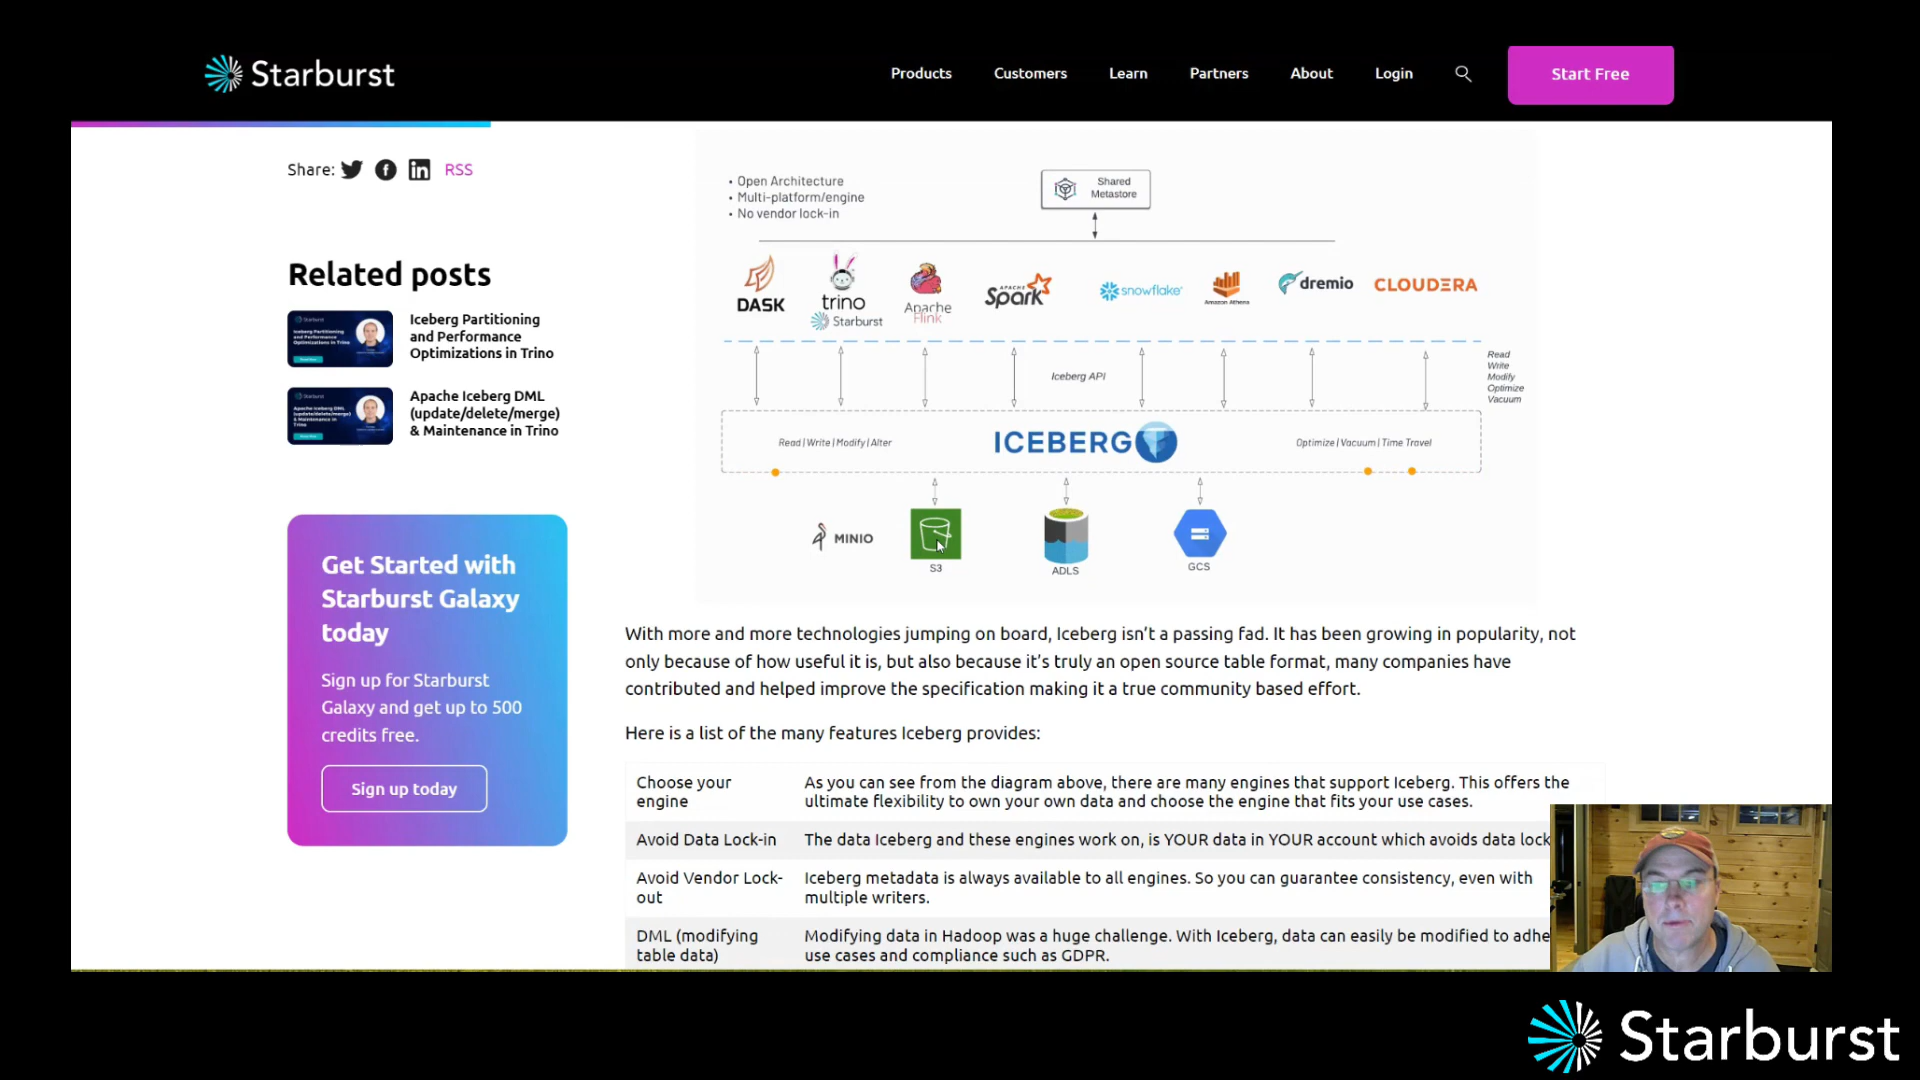 Starburst
Products
Customers
Learn
Partners
About
Login
Start Free
Share:
RSS
Related posts
Iceberg Partitioning
and Performance
Optimizations in Trino
Apache Iceberg DML
(update/delete/merge)
& Maintenance in Trino
Get Started with
Starburst Galaxy
today
Sign up for Starburst
Galaxy and get up to 500
credits free.
Sign up today
• Open Architecture
• Multi-platform/engine
• No vendor lock-in
Shared
Metastore
DASK
trino
Starburst
Apache
Flink
APACHE
Spark
snowflake
Amazon Athena
dremio
CLOUDERA
Iceberg API
Read
Write
Modify
Optimize
Vacuum
Read | Write | Modify | Alter
ICEBERG
Optimize | Vacuum | Time Travel
MINIO
S3
ADLS
GCS
With more and more technologies jumping on board, Iceberg isn't a passing fad. It has been growing in popularity, not
only because of how useful it is, but also because it's truly an open source table format, many companies have
contributed and helped improve the specification making it a true community based effort.
Here is a list of the many features Iceberg provides:
Choose your
engine
As you can see from the diagram above, there are many engines that support Iceberg. This offers the
ultimate flexibility to own your own data and choose the engine that fits your use cases.
Avoid Data Lock-in
The data Iceberg and these engines work on, is YOUR data in YOUR account which avoids data lock
Avoid Vendor Lock-
out
Iceberg metadata is always available to all engines. So you can guarantee consistency, even with
multiple writers.
DML (modifying
table data)
Modifying data in Hadoop was a huge challenge. With Iceberg, data can easily be modified to adhe
use cases and compliance such as GDPR.
Starburst